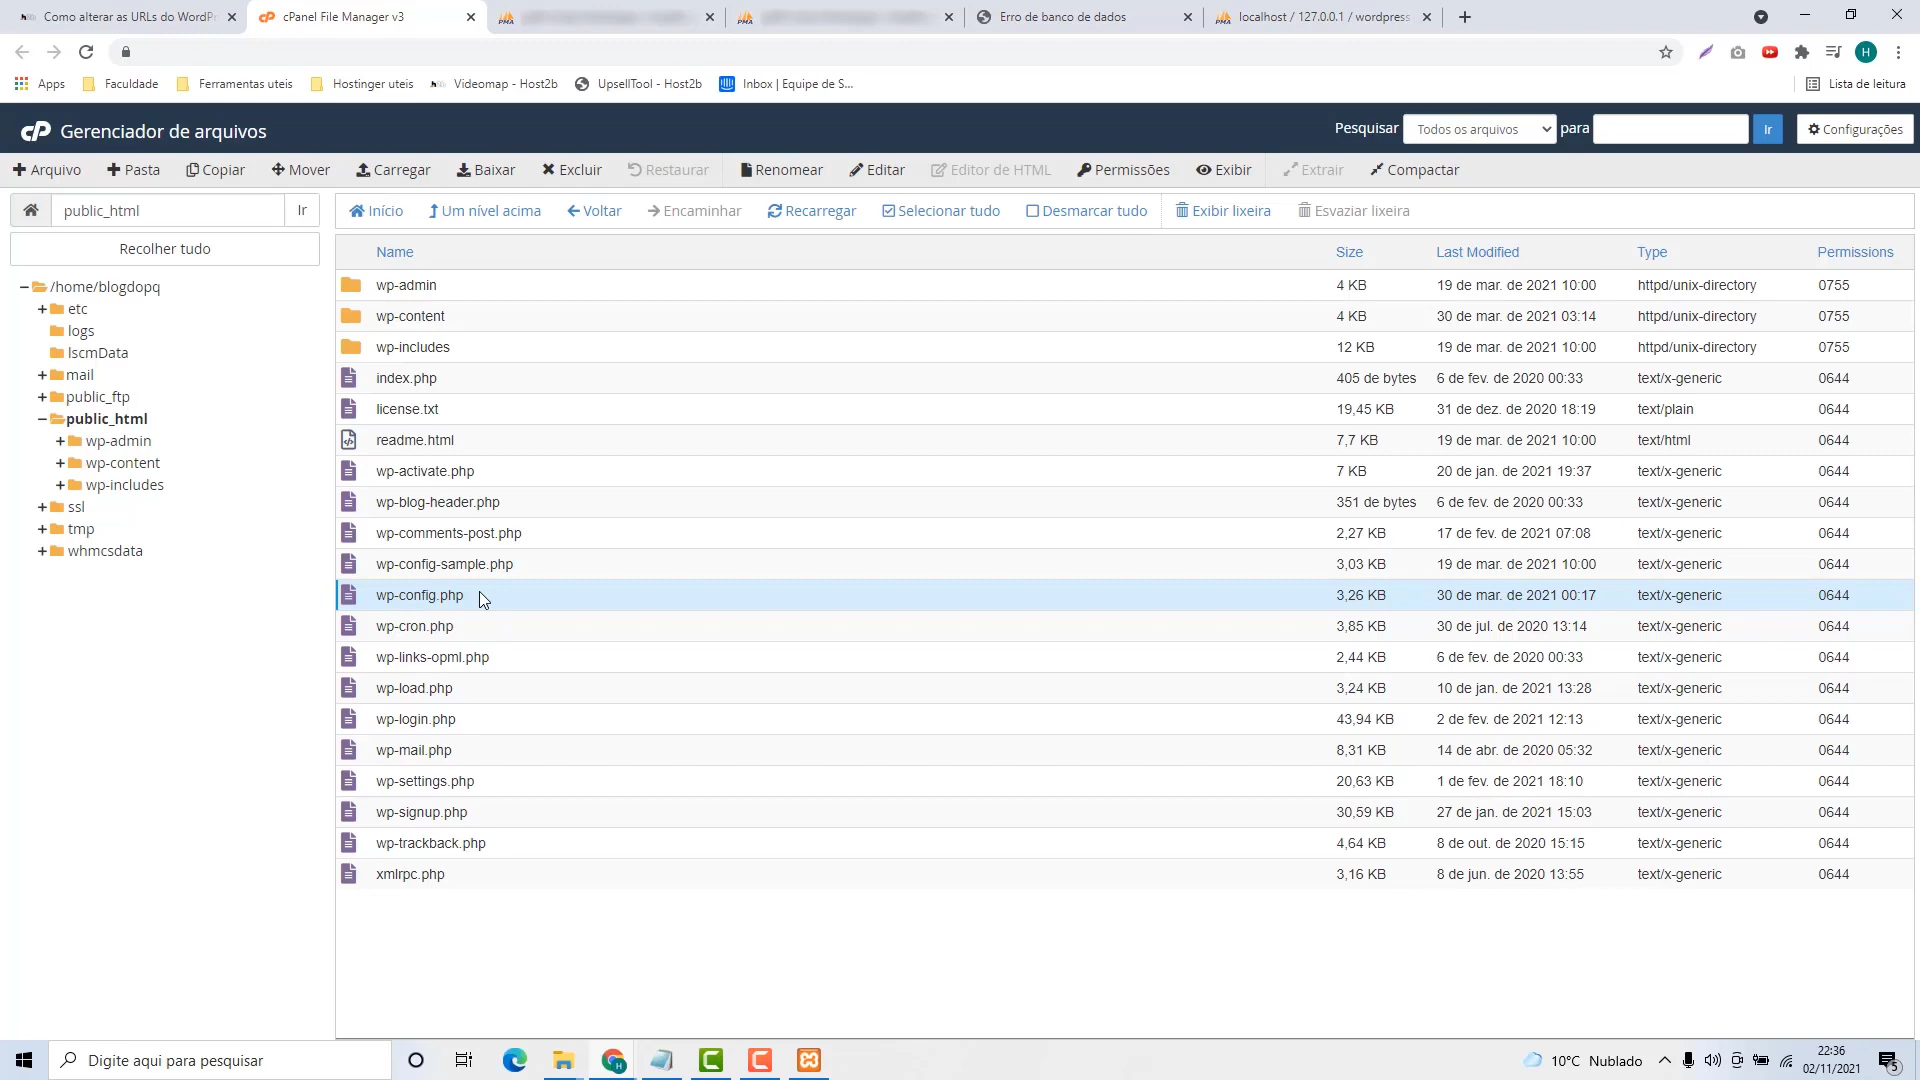 Como alterar as URLs do WordPr
cPanel File Manager v3
Erro de banco de dados
localhost / 127.0.0.1 / wordpress
H
Apps
Faculdade
Ferramentas uteis
Hostinger uteis
Videomap - Host2b
UpsellTool - Host2b
Inbox | Equipe de S...
Lista de leitura
cP Gerenciador de arquivos
Pesquisar
Todos os arquivos
para
Ir
Configurações
Arquivo
Pasta
Copiar
Mover
Carregar
Baixar
Excluir
Restaurar
Renomear
Editar
Editor de HTML
Permissões
Exibir
Extrair
Compactar
public_html
Ir
Início
Um nível acima
Voltar
Encaminhar
Recarregar
Selecionar tudo
Desmarcar tudo
Exibir lixeira
Esvaziar lixeira
Recolher tudo
/home/blogdopq
etc
logs
lscmData
mail
public_ftp
public_html
wp-admin
wp-content
wp-includes
ssl
tmp
whmcsdata
Name Size Last Modified Type Permissions
wp-admin 4 KB 19 de mar. de 2021 10:00 httpd/unix-directory 0755
wp-content 4 KB 30 de mar. de 2021 03:14 httpd/unix-directory 0755
wp-includes 12 KB 19 de mar. de 2021 10:00 httpd/unix-directory 0755
index.php 405 de bytes 6 de fev. de 2020 00:33 text/x-generic 0644
license.txt 19,45 KB 31 de dez. de 2020 18:19 text/plain 0644
readme.html 7,7 KB 19 de mar. de 2021 10:00 text/html 0644
wp-activate.php 7 KB 20 de jan. de 2021 19:37 text/x-generic 0644
wp-blog-header.php 351 de bytes 6 de fev. de 2020 00:33 text/x-generic 0644
wp-comments-post.php 2,27 KB 17 de fev. de 2021 07:08 text/x-generic 0644
wp-config-sample.php 3,03 KB 19 de mar. de 2021 10:00 text/x-generic 0644
wp-config.php 3,26 KB 30 de mar. de 2021 00:17 text/x-generic 0644
wp-cron.php 3,85 KB 30 de jul. de 2020 13:14 text/x-generic 0644
wp-links-opml.php 2,44 KB 6 de fev. de 2020 00:33 text/x-generic 0644
wp-load.php 3,24 KB 10 de jan. de 2021 13:28 text/x-generic 0644
wp-login.php 43,94 KB 2 de fev. de 2021 12:13 text/x-generic 0644
wp-mail.php 8,31 KB 14 de abr. de 2020 05:32 text/x-generic 0644
wp-settings.php 20,63 KB 1 de fev. de 2021 18:10 text/x-generic 0644
wp-signup.php 30,59 KB 27 de jan. de 2021 15:03 text/x-generic 0644
wp-trackback.php 4,64 KB 8 de out. de 2020 15:15 text/x-generic 0644
xmlrpc.php 3,16 KB 8 de jun. de 2020 13:55 text/x-generic 0644
Digite aqui para pesquisar
10°C Nublado
22:36
02/11/2021
5